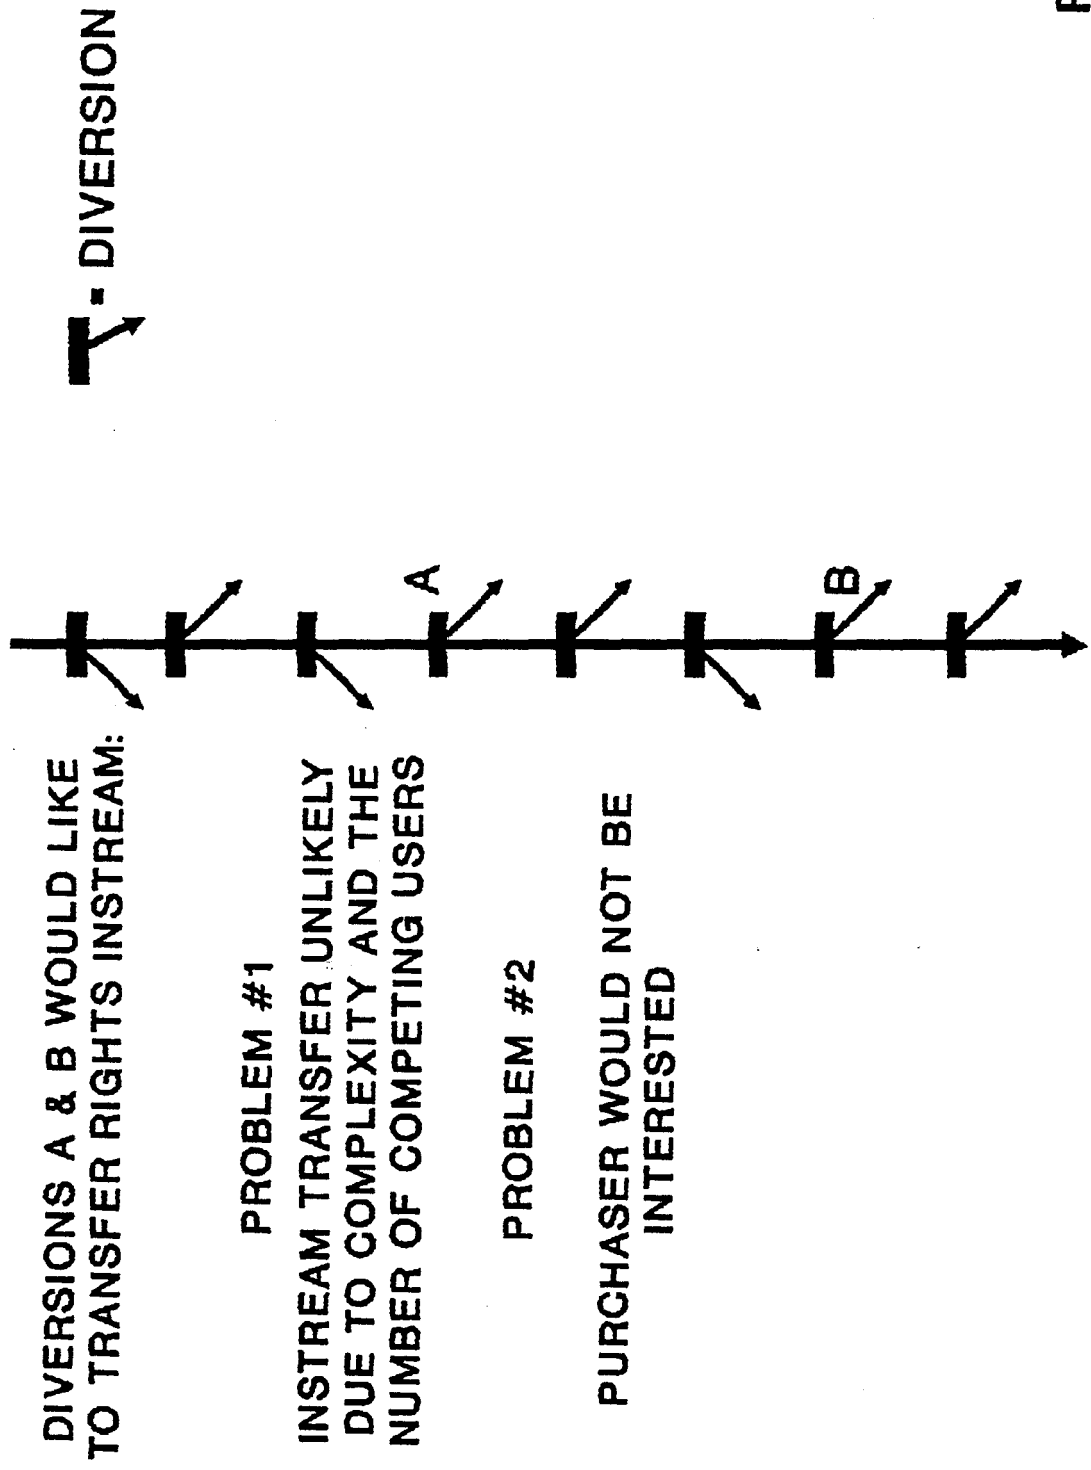 DIVERSIONS A & B WOULD LIKE
TO TRANSFER RIGHTS INSTREAM:
PROBLEM #1
INSTREAM TRANSFER UNLIKELY
DUE TO COMPLEXITY AND THE
NUMBER OF COMPETING USERS
PROBLEM #2
PURCHASER WOULD NOT BE
INTERESTED
A
B
= DIVERSION